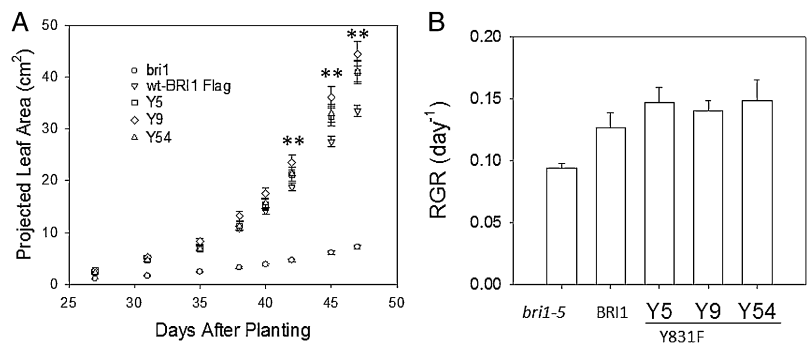 A
50
40
30
20
10
0
Projected Leaf Area (cm²)
bri1
wt-BRI1 Flag
Y5
Y9
Y54
**
**
**
25 30 35 40 45 50
Days After Planting
B
0.20
0.15
0.10
0.05
0.00
RGR (day⁻¹)
bri1-5 BRI1 Y5 Y9 Y54
Y831F